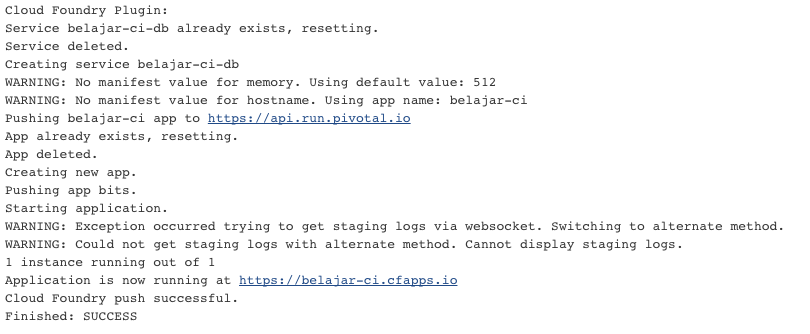 Cloud Foundry Plugin:
Service belajar-ci-db already exists, resetting.
Service deleted.
Creating service belajar-ci-db
WARNING: No manifest value for memory. Using default value: 512
WARNING: No manifest value for hostname. Using app name: belajar-ci
Pushing belajar-ci app to https://api.run.pivotal.io
App already exists, resetting.
App deleted.
Creating new app.
Pushing app bits.
Starting application.
WARNING: Exception occurred trying to get staging logs via websocket. Switching to alternate method.
WARNING: Could not get staging logs with alternate method. Cannot display staging logs.
1 instance running out of 1
Application is now running at https://belajar-ci.cfapps.io
Cloud Foundry push successful.
Finished: SUCCESS